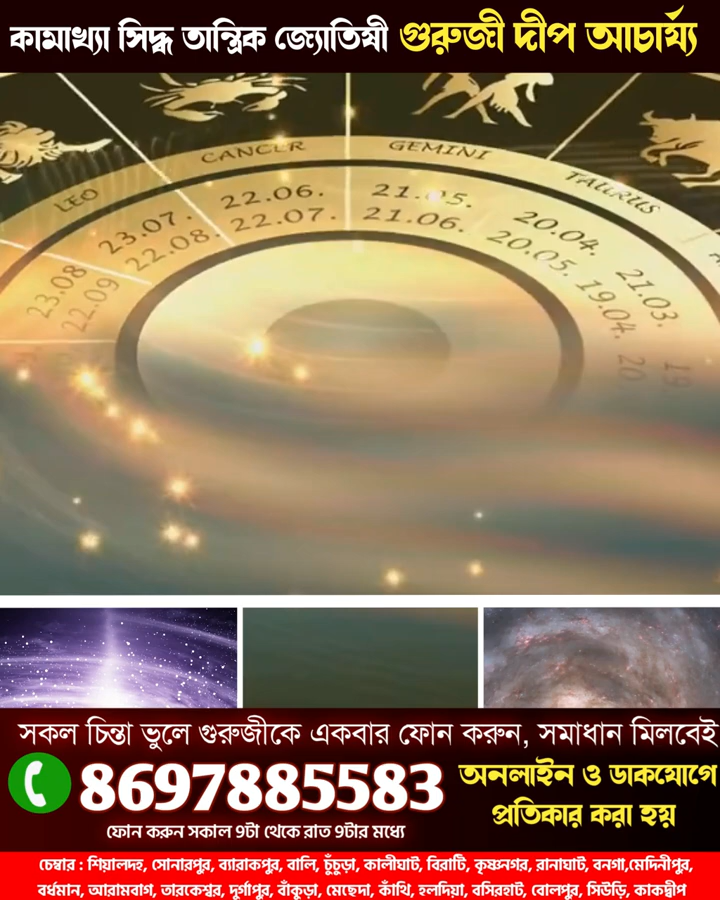 কামাখ্যা সিদ্ধ তান্ত্রিক জ্যোতিষী গুরুজী দীপ আচার্য্য
LEO CANCER GEMINI TAURUS
23.07. 22.06. 21.05. 20.04. 21.03.
22.08. 22.07. 21.06. 20.05. 19.04.
23.08
22.09
সকল চিন্তা ভুলে গুরুজীকে একবার ফোন করুন, সমাধান মিলবেই
8697885583
ফোন করুন সকাল ৯টা থেকে রাত ৯টার মধ্যে
অনলাইন ও ডাকযোগে
প্রতিকার করা হয়
চেম্বার : শিয়ালদহ, সোনারপুর, ব্যারাকপুর, বালি, চুঁচুড়া, কালীঘাট, বিরাটি, কৃষ্ণনগর, রানাঘাট, বনগা,মেদিনীপুর,
বর্ধমান, আরামবাগ, তারকেশ্বর, দুর্গাপুর, বাঁকুড়া, মেছেদা, কাঁথি, হলদিয়া, বসিরহাট, বোলপুর, সিউড়ি, কাকদ্বীপ